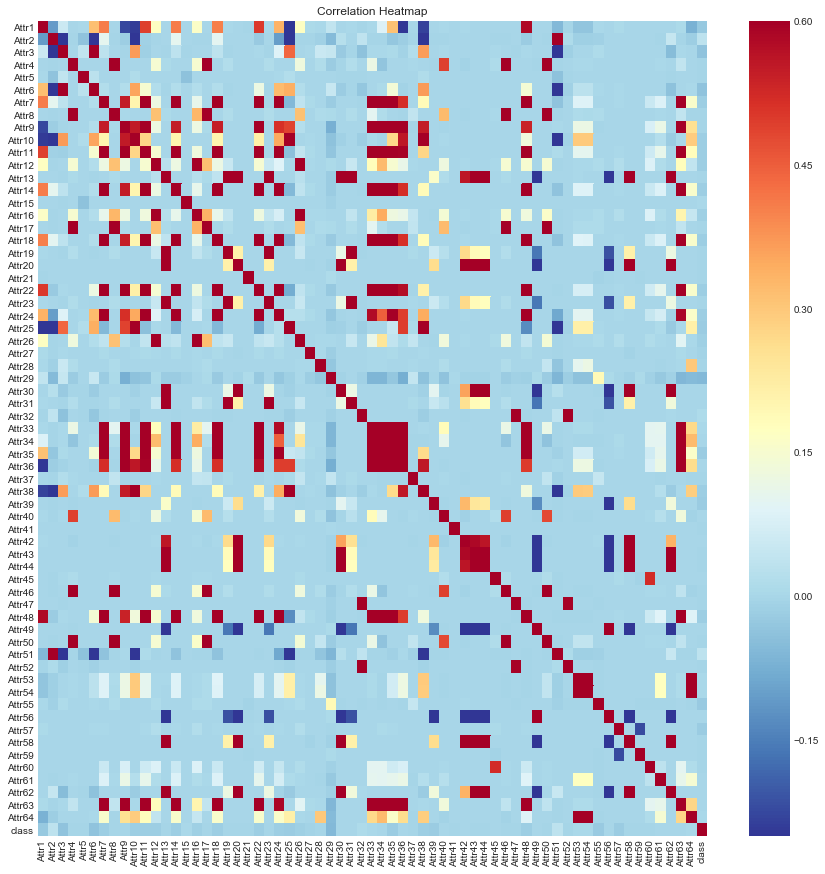 Correlation Heatmap
Attr1
Attr2
Attr3
Attr4
Attr5
Attr6
Attr7
Attr8
Attr9
Attr10
Attr11
Attr12
Attr13
Attr14
Attr15
Attr16
Attr17
Attr18
Attr19
Attr20
Attr21
Attr22
Attr23
Attr24
Attr25
Attr26
Attr27
Attr28
Attr29
Attr30
Attr31
Attr32
Attr33
Attr34
Attr35
Attr36
Attr37
Attr38
Attr39
Attr40
Attr41
Attr42
Attr43
Attr44
Attr45
Attr46
Attr47
Attr48
Attr49
Attr50
Attr51
Attr52
Attr53
Attr54
Attr55
Attr56
Attr57
Attr58
Attr59
Attr60
Attr61
Attr62
Attr63
Attr64
class
Attr1 Attr2 Attr3 Attr4 Attr5 Attr6 Attr7 Attr8 Attr9 Attr10 Attr11 Attr12 Attr13 Attr14 Attr15 Attr16 Attr17 Attr18 Attr19 Attr20 Attr21 Attr22 Attr23 Attr24 Attr25 Attr26 Attr27 Attr28 Attr29 Attr30 Attr31 Attr32 Attr33 Attr34 Attr35 Attr36 Attr37 Attr38 Attr39 Attr40 Attr41 Attr42 Attr43 Attr44 Attr45 Attr46 Attr47 Attr48 Attr49 Attr50 Attr51 Attr52 Attr53 Attr54 Attr55 Attr56 Attr57 Attr58 Attr59 Attr60 Attr61 Attr62 Attr63 Attr64 class
0.60
0.45
0.30
0.15
0.00
−0.15